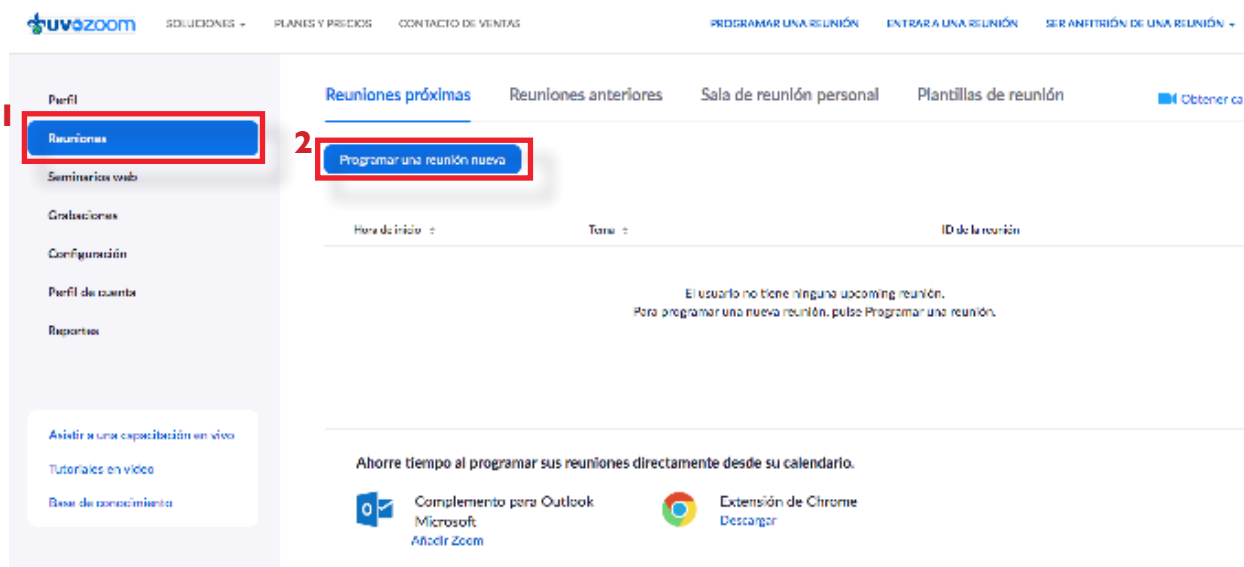 uvozoom SOLUCIONES PLANES Y PRECIOS CONTACTO DE VENTAS PROGRAMAR UNA REUNIÓN ENTRAR A UNA REUNIÓN SER ANFITRIÓN DE UNA REUNIÓN
1
Perfil
Reuniones
Seminarios web
Grabaciones
Configuración
Perfil de cuenta
Reportes
Asistir a una capacitación en vivo
Tutoriales en video
Base de conocimiento
Reuniones próximas Reuniones anteriores Sala de reunión personal Plantillas de reunión Obtener ca
2
Programar una reunión nueva
Hora de inicio Tema ID de la reunión
El usuario no tiene ninguna upcoming reunión.
Para programar una nueva reunión, pulse Programar una reunión.
Ahorre tiempo al programar sus reuniones directamente desde su calendario.
Complemento para Outlook
Microsoft
Añadir Zoom
Extensión de Chrome
Descargar